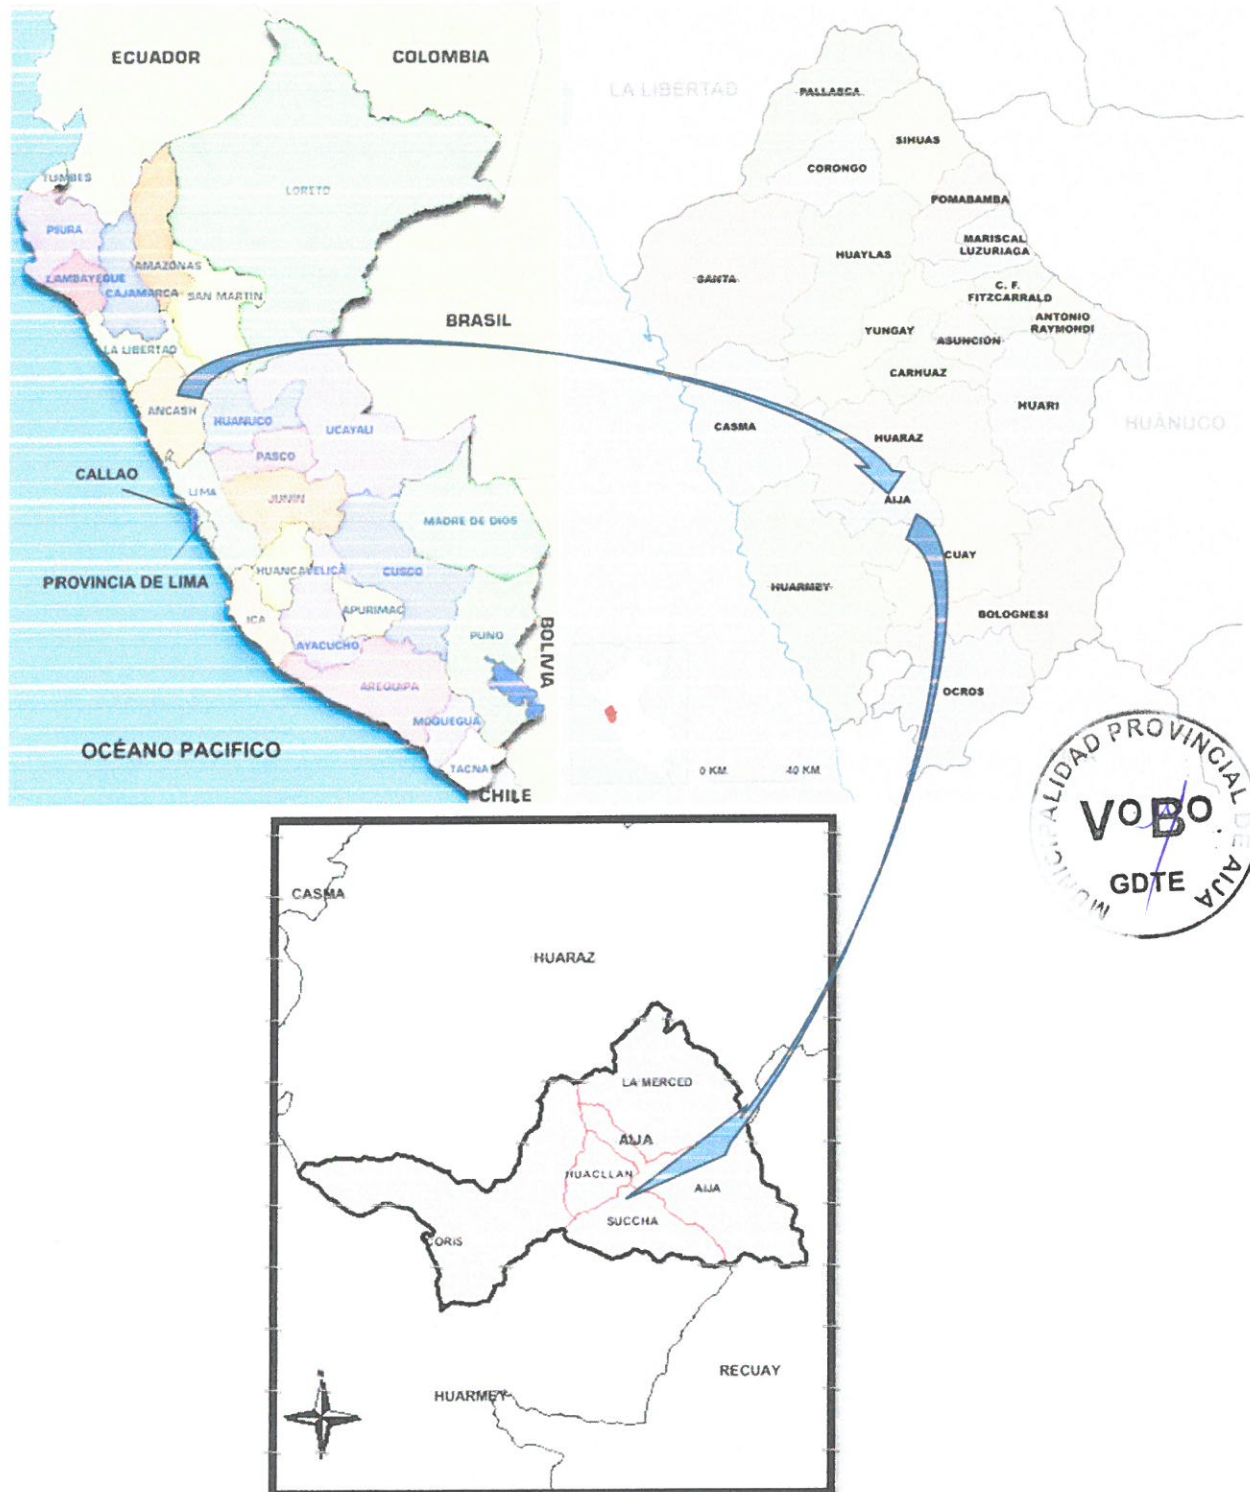 ECUADOR
COLOMBIA
TUMBES
LORETO
PIURA
AMAZONAS
LAMBAYEQUE
CAJAMARCA
SAN MARTIN
BRASIL
LA LIBERTAD
ANCASH
HUANUCO
UCAYALI
PASCO
CALLAO
LIMA
JUNIN
MADRE DE DIOS
PROVINCIA DE LIMA
HUANCAVELICA
CUSCO
ICA
APURIMAC
AYACUCHO
PUNO
BOLIVIA
AREQUIPA
MOQUEGUA
OCÉANO PACIFICO
TACNA
CHILE
LA LIBERTAD
PALLASCA
SIHUAS
CORONGO
POMABAMBA
MARISCAL
LUZURIAGA
HUAYLAS
SANTA
C. F.
FITZCARRALD
ANTONIO
RAYMONDI
YUNGAY
ASUNCIÓN
CARHUAZ
HUARI
HUÁNUCO
CASMA
HUARAZ
AIJA
CUAY
HUARMEY
BOLOGNESI
OCROS
0 KM.
40 KM.
MUNICIPALIDAD PROVINCIAL DE AIJA
VºBº
GDTE
CASMA
HUARAZ
LA MERCED
AIJA
HUACLLAN
AIJA
SUCCHA
CORIS
RECUAY
HUARMEY
N